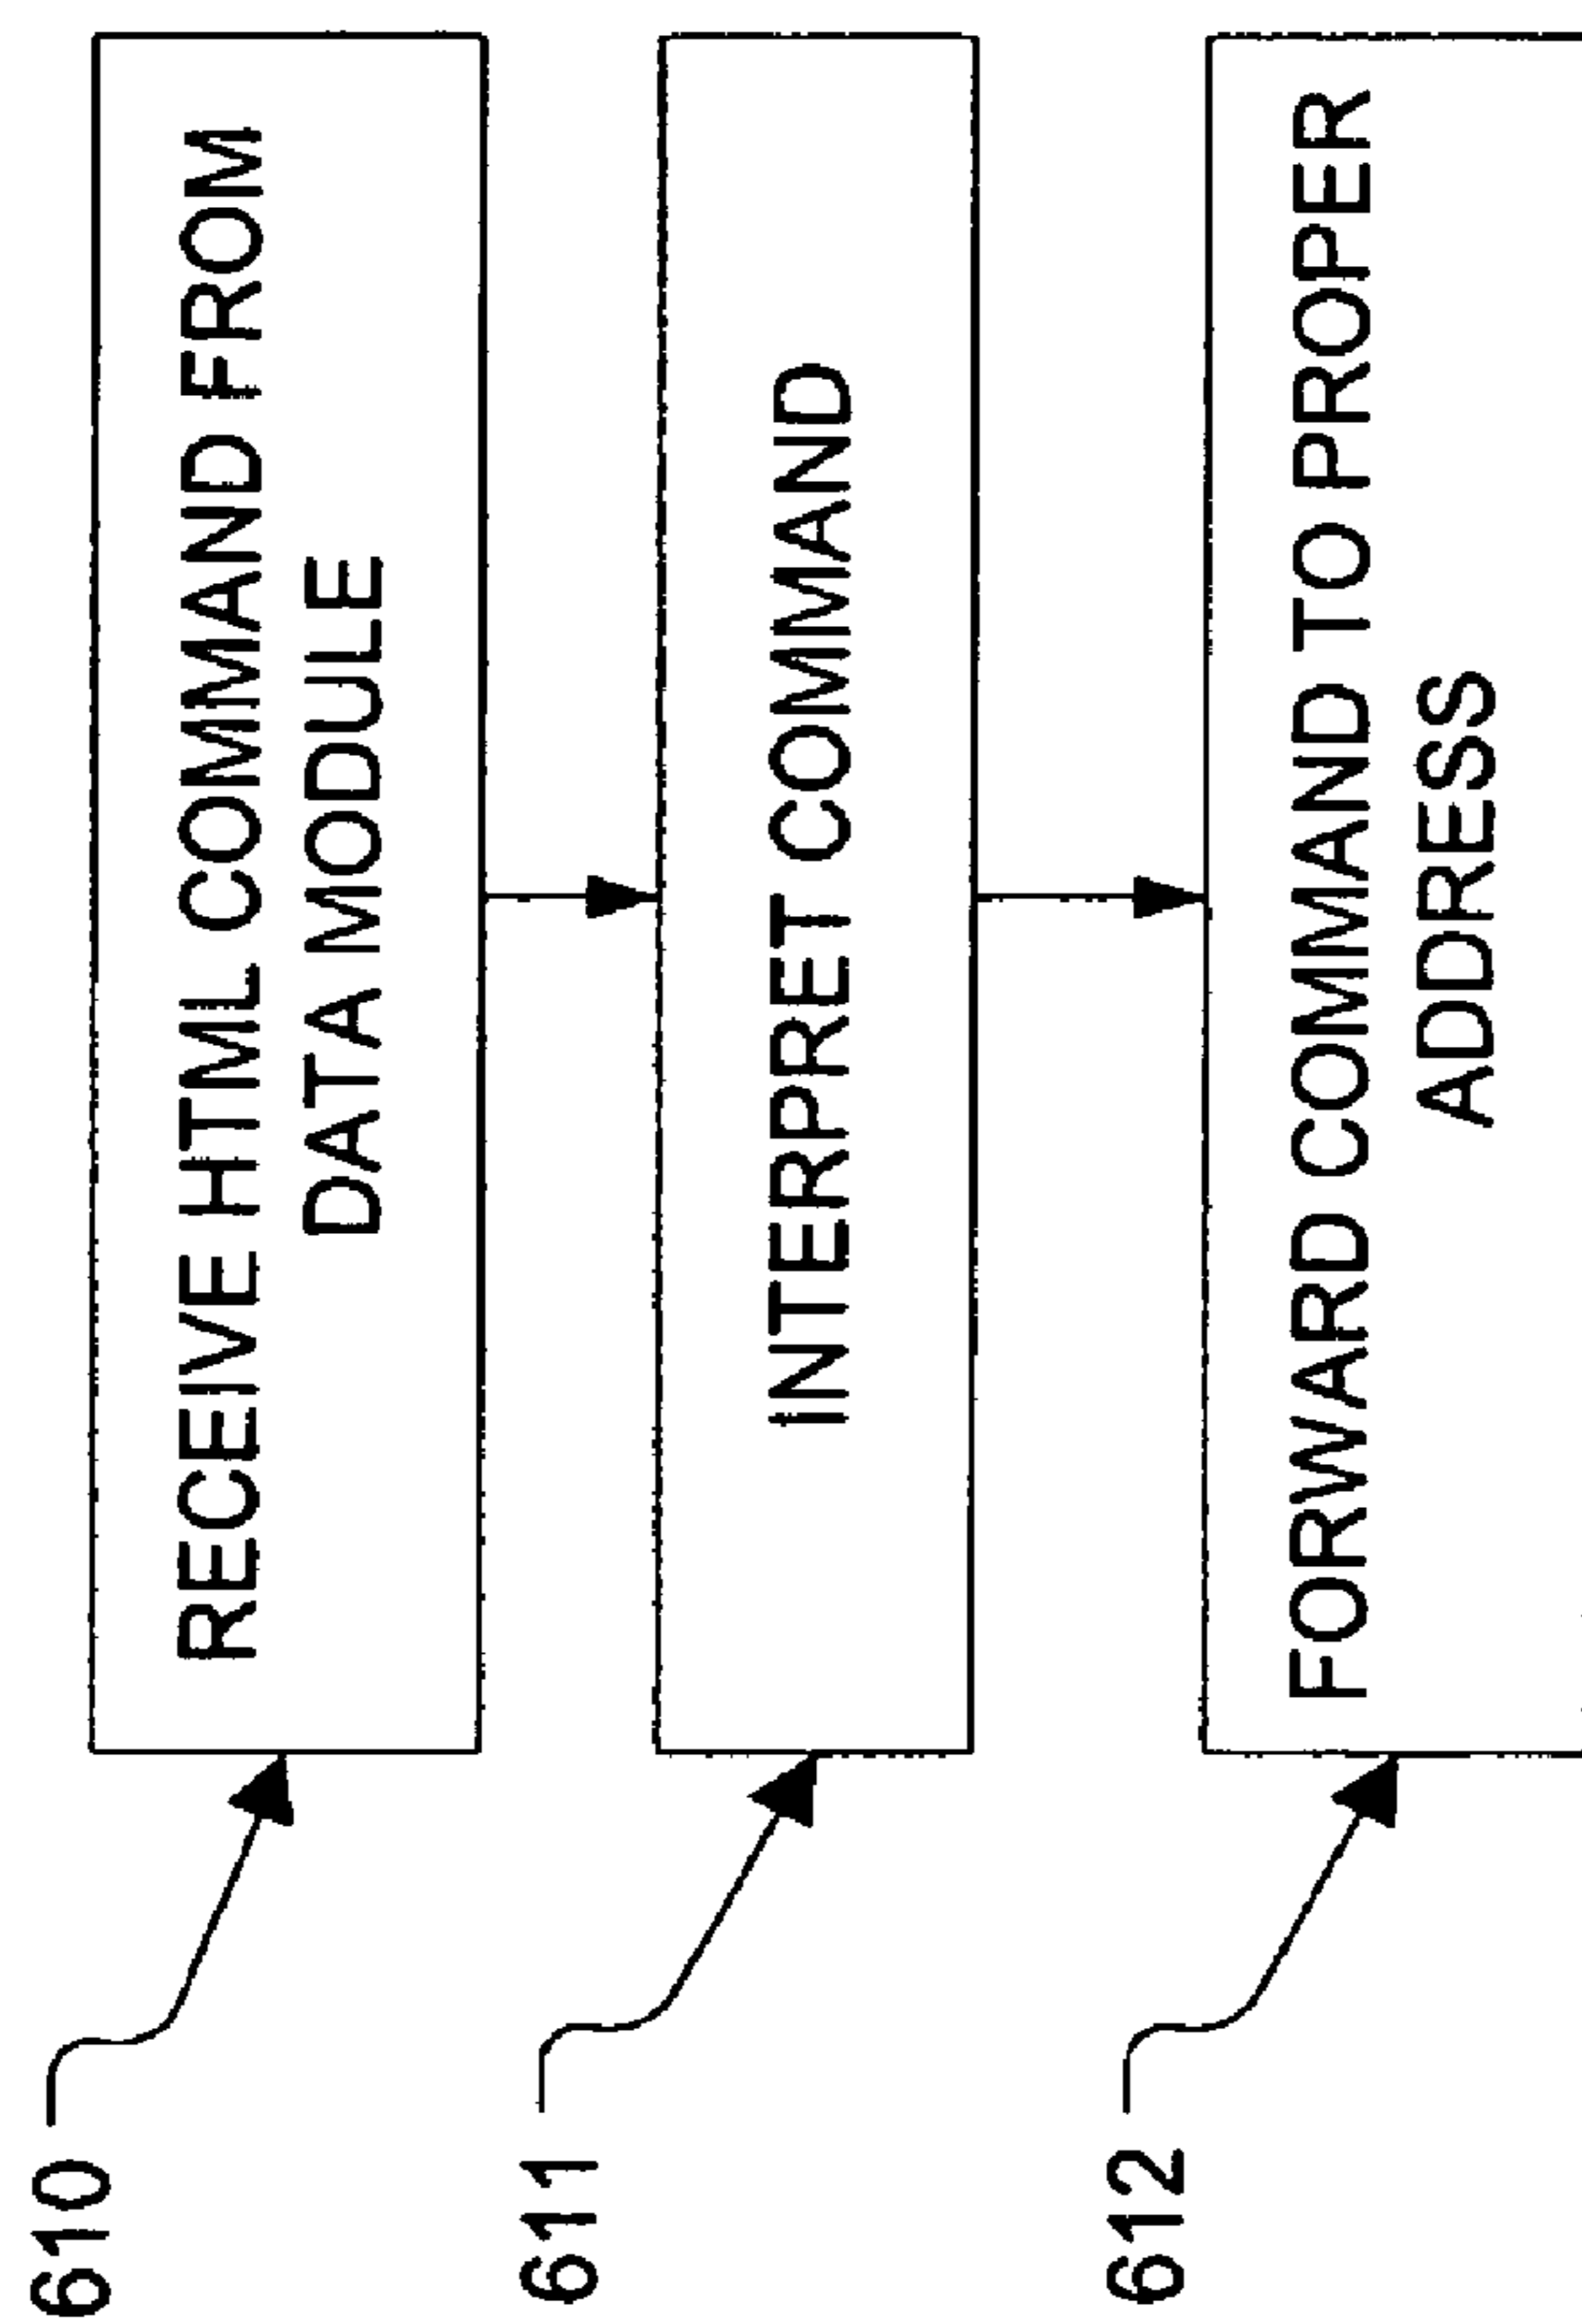 610
RECEIVE HTML COMMAND FROM
DATA MODULE
611
INTERPRET COMMAND
612
FORWARD COMMAND TO PROPER
ADDRESS